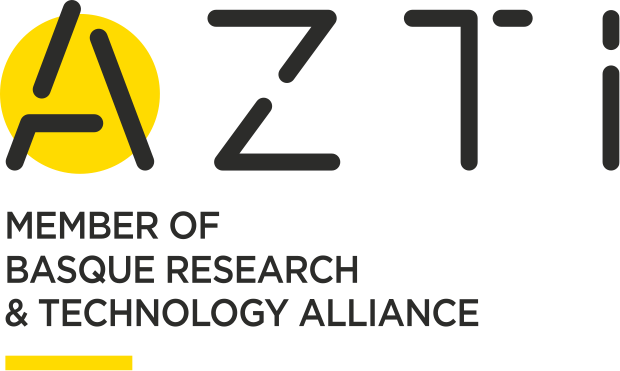 AZTi
MEMBER OF
BASQUE RESEARCH
& TECHNOLOGY ALLIANCE